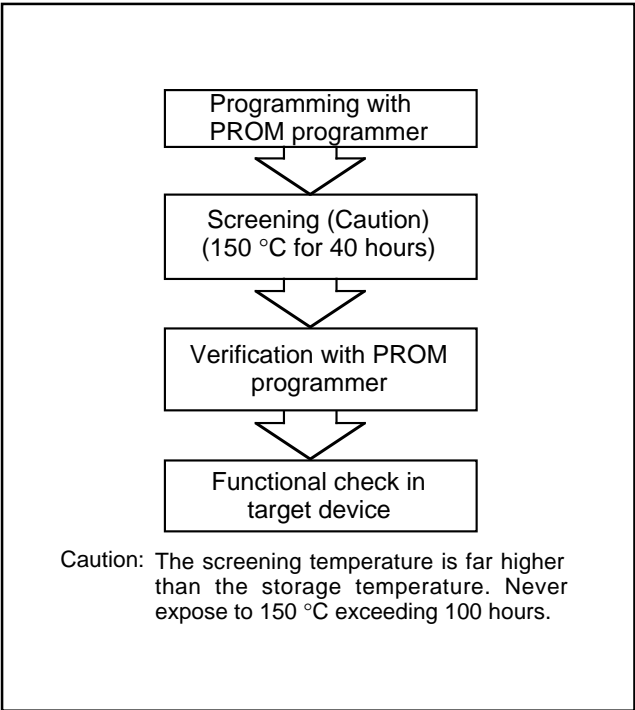 Programming with
PROM programmer
Screening (Caution)
(150 °C for 40 hours)
Verification with PROM
programmer
Functional check in
target device
Caution: The screening temperature is far higher
than the storage temperature. Never
expose to 150 °C exceeding 100 hours.